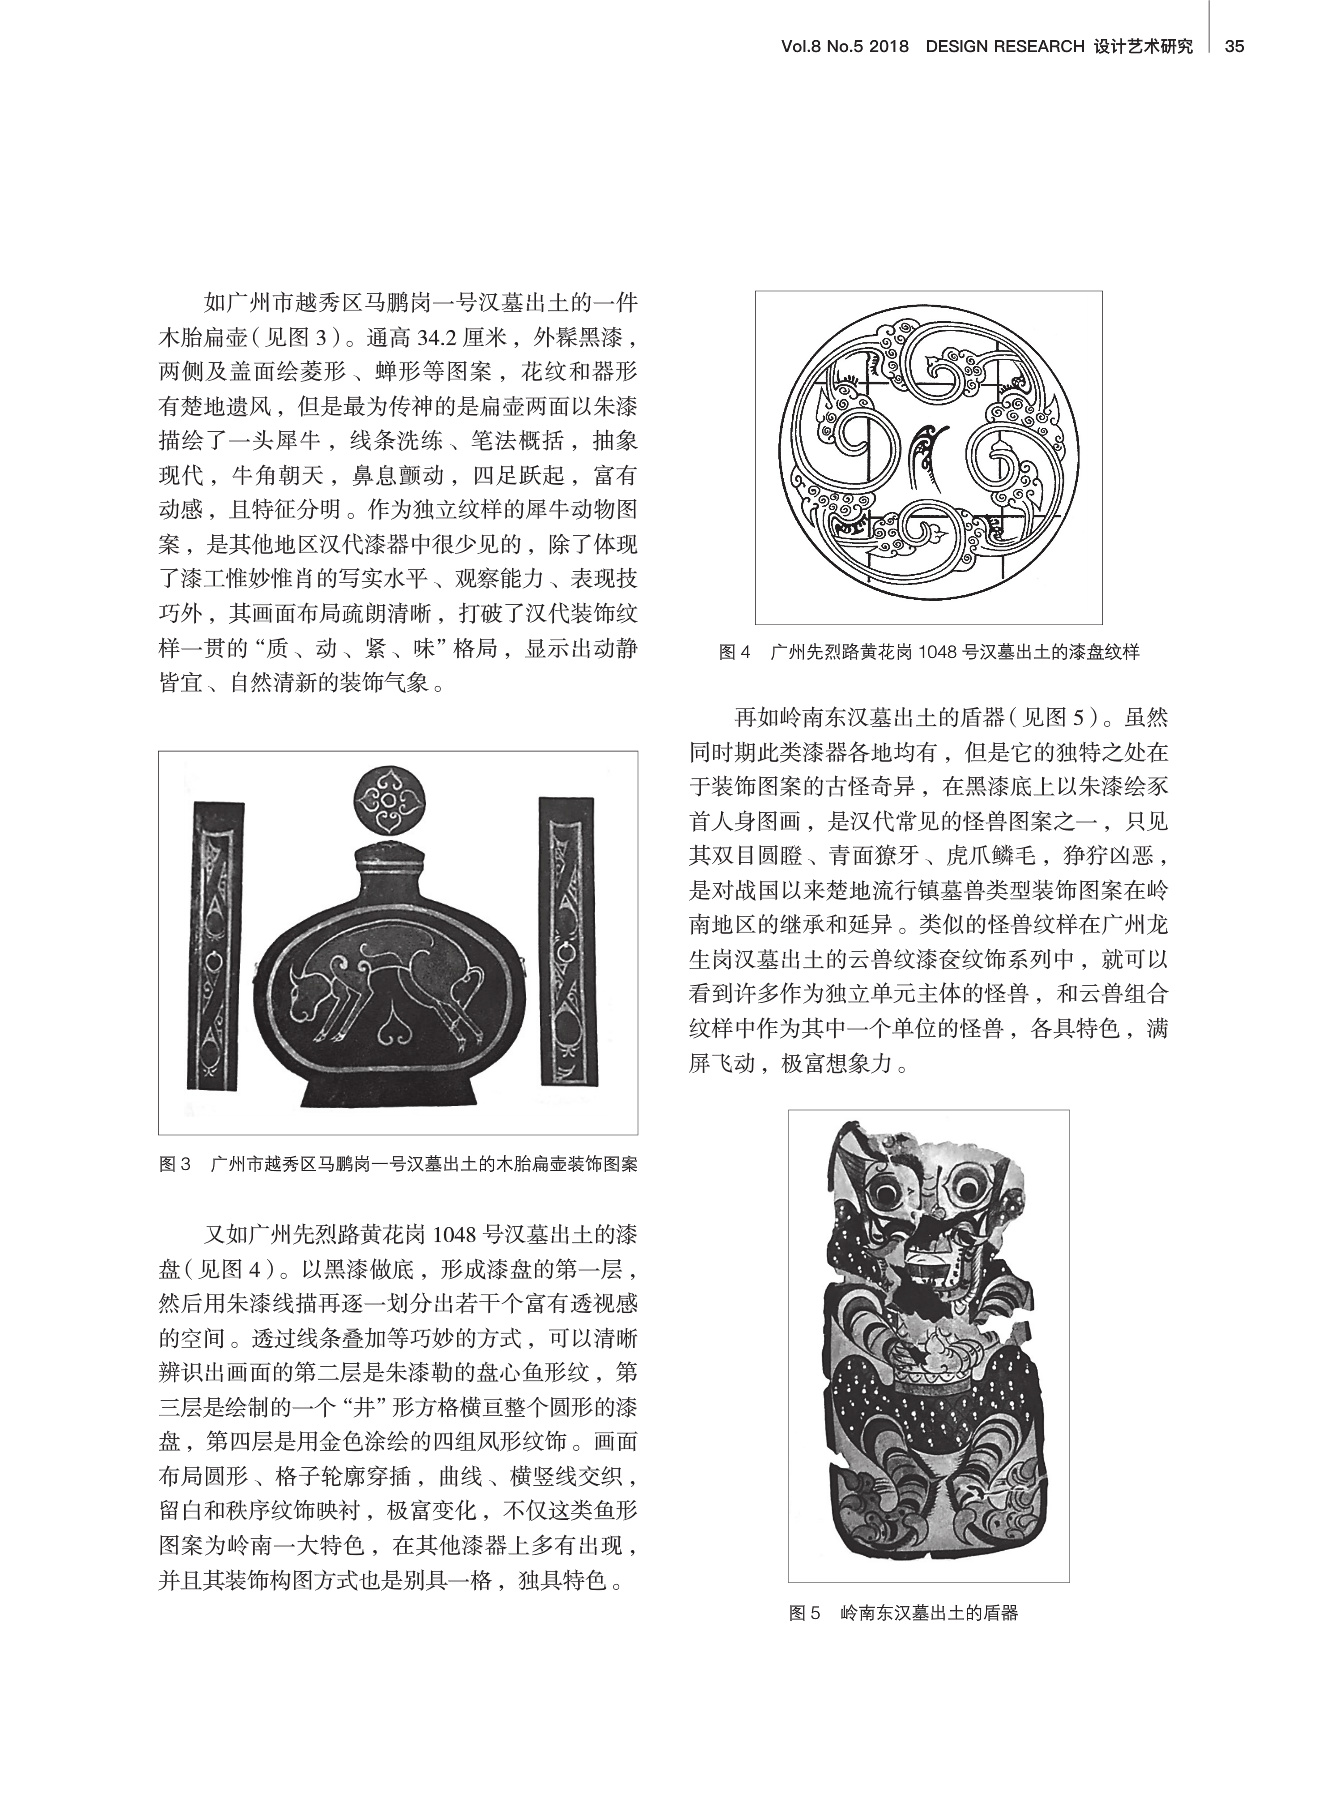 Vol.8 No.5 2018 DESIGN RESEARCH 设计艺术研究 35
如广州市越秀区马鹏岗一号汉墓出土的一件
木胎扁壶（见图 3）。通高 34.2 厘米，外髹黑漆，
两侧及盖面绘菱形、蝉形等图案，花纹和器形
有楚地遗风，但是最为传神的是扁壶两面以朱漆
描绘了一头犀牛，线条洗练、笔法概括，抽象
现代，牛角朝天，鼻息颤动，四足跃起，富有
动感，且特征分明。作为独立纹样的犀牛动物图
案，是其他地区汉代漆器中很少见的，除了体现
了漆工惟妙惟肖的写实水平、观察能力、表现技
巧外，其画面布局疏朗清晰，打破了汉代装饰纹
样一贯的“质、动、紧、味”格局，显示出动静
皆宜、自然清新的装饰气象。
图 3 广州市越秀区马鹏岗一号汉墓出土的木胎扁壶装饰图案
又如广州先烈路黄花岗 1048 号汉墓出土的漆
盘（见图 4）。以黑漆做底，形成漆盘的第一层，
然后用朱漆线描再逐一划分出若干个富有透视感
的空间。透过线条叠加等巧妙的方式，可以清晰
辨识出画面的第二层是朱漆勒的盘心鱼形纹，第
三层是绘制的一个“井”形方格横亘整个圆形的漆
盘，第四层是用金色涂绘的四组凤形纹饰。画面
布局圆形、格子轮廓穿插，曲线、横竖线交织，
留白和秩序纹饰映衬，极富变化，不仅这类鱼形
图案为岭南一大特色，在其他漆器上多有出现，
并且其装饰构图方式也是别具一格，独具特色。
图 4 广州先烈路黄花岗 1048 号汉墓出土的漆盘纹样
再如岭南东汉墓出土的盾器（见图 5）。虽然
同时期此类漆器各地均有，但是它的独特之处在
于装饰图案的古怪奇异，在黑漆底上以朱漆绘豕
首人身图画，是汉代常见的怪兽图案之一，只见
其双目圆瞪、青面獠牙、虎爪鳞毛，狰狞凶恶，
是对战国以来楚地流行镇墓兽类型装饰图案在岭
南地区的继承和延异。类似的怪兽纹样在广州龙
生岗汉墓出土的云兽纹漆奁纹饰系列中，就可以
看到许多作为独立单元主体的怪兽，和云兽组合
纹样中作为其中一个单位的怪兽，各具特色，满
屏飞动，极富想象力。
图 5 岭南东汉墓出土的盾器